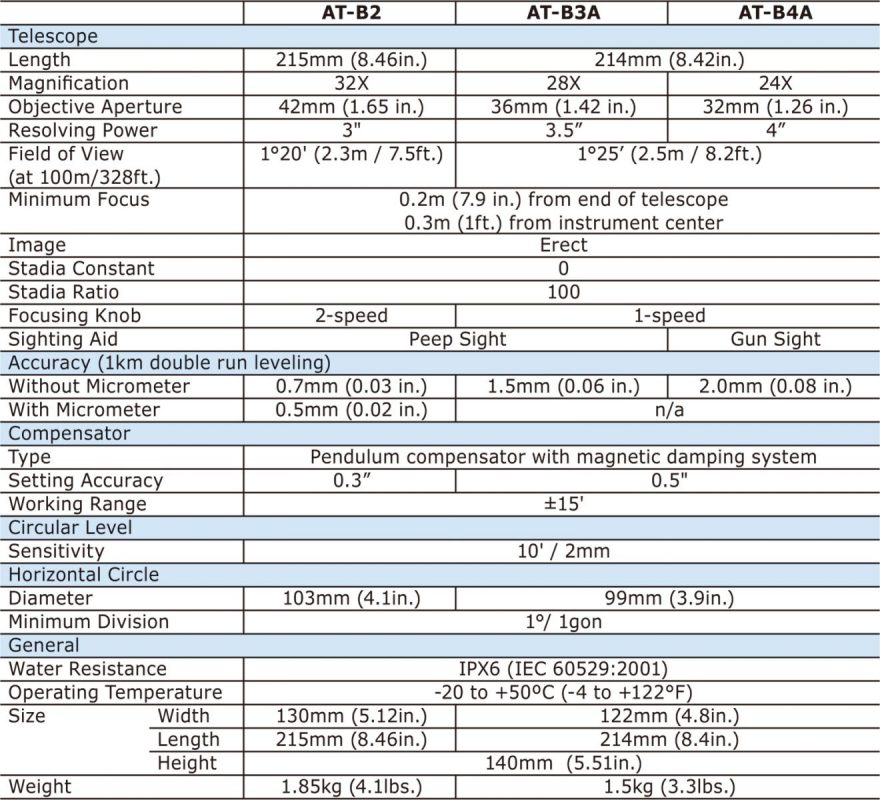 AT-B2 AT-B3A AT-B4A
Telescope
Length 215mm (8.46in.) 214mm (8.42in.)
Magnification 32X 28X 24X
Objective Aperture 42mm (1.65 in.) 36mm (1.42 in.) 32mm (1.26 in.)
Resolving Power 3" 3.5” 4”
Field of View 1°20' (2.3m / 7.5ft.) 1°25’ (2.5m / 8.2ft.)
(at 100m/328ft.)
Minimum Focus 0.2m (7.9 in.) from end of telescope
0.3m (1ft.) from instrument center
Image Erect
Stadia Constant 0
Stadia Ratio 100
Focusing Knob 2-speed 1-speed
Sighting Aid Peep Sight Gun Sight
Accuracy (1km double run leveling)
Without Micrometer 0.7mm (0.03 in.) 1.5mm (0.06 in.) 2.0mm (0.08 in.)
With Micrometer 0.5mm (0.02 in.) n/a
Compensator
Type Pendulum compensator with magnetic damping system
Setting Accuracy 0.3” 0.5"
Working Range ±15'
Circular Level
Sensitivity 10' / 2mm
Horizontal Circle
Diameter 103mm (4.1in.) 99mm (3.9in.)
Minimum Division 1°/ 1gon
General
Water Resistance IPX6 (IEC 60529:2001)
Operating Temperature -20 to +50ºC (-4 to +122°F)
Size Width 130mm (5.12in.) 122mm (4.8in.)
Length 215mm (8.46in.) 214mm (8.4in.)
Height 140mm (5.51in.)
Weight 1.85kg (4.1lbs.) 1.5kg (3.3lbs.)